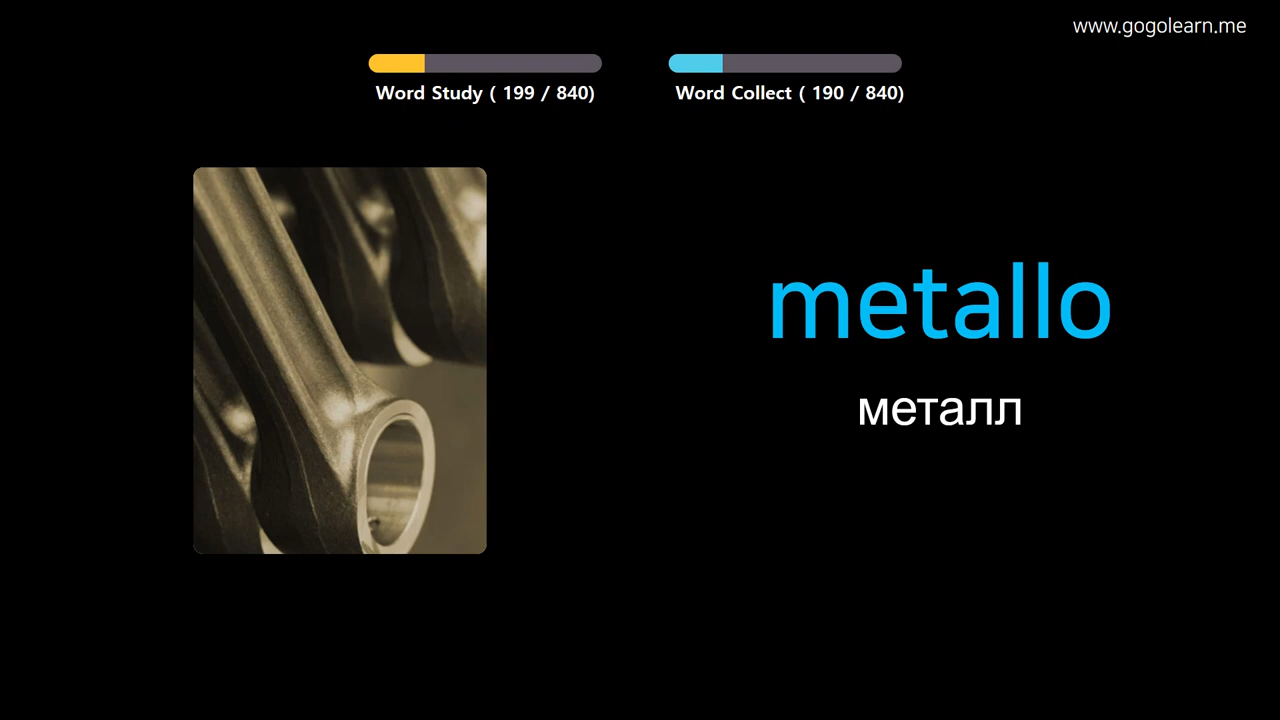 www.gogolearn.me
Word Study ( 199 / 840)
Word Collect ( 190 / 840)
metallo
металл